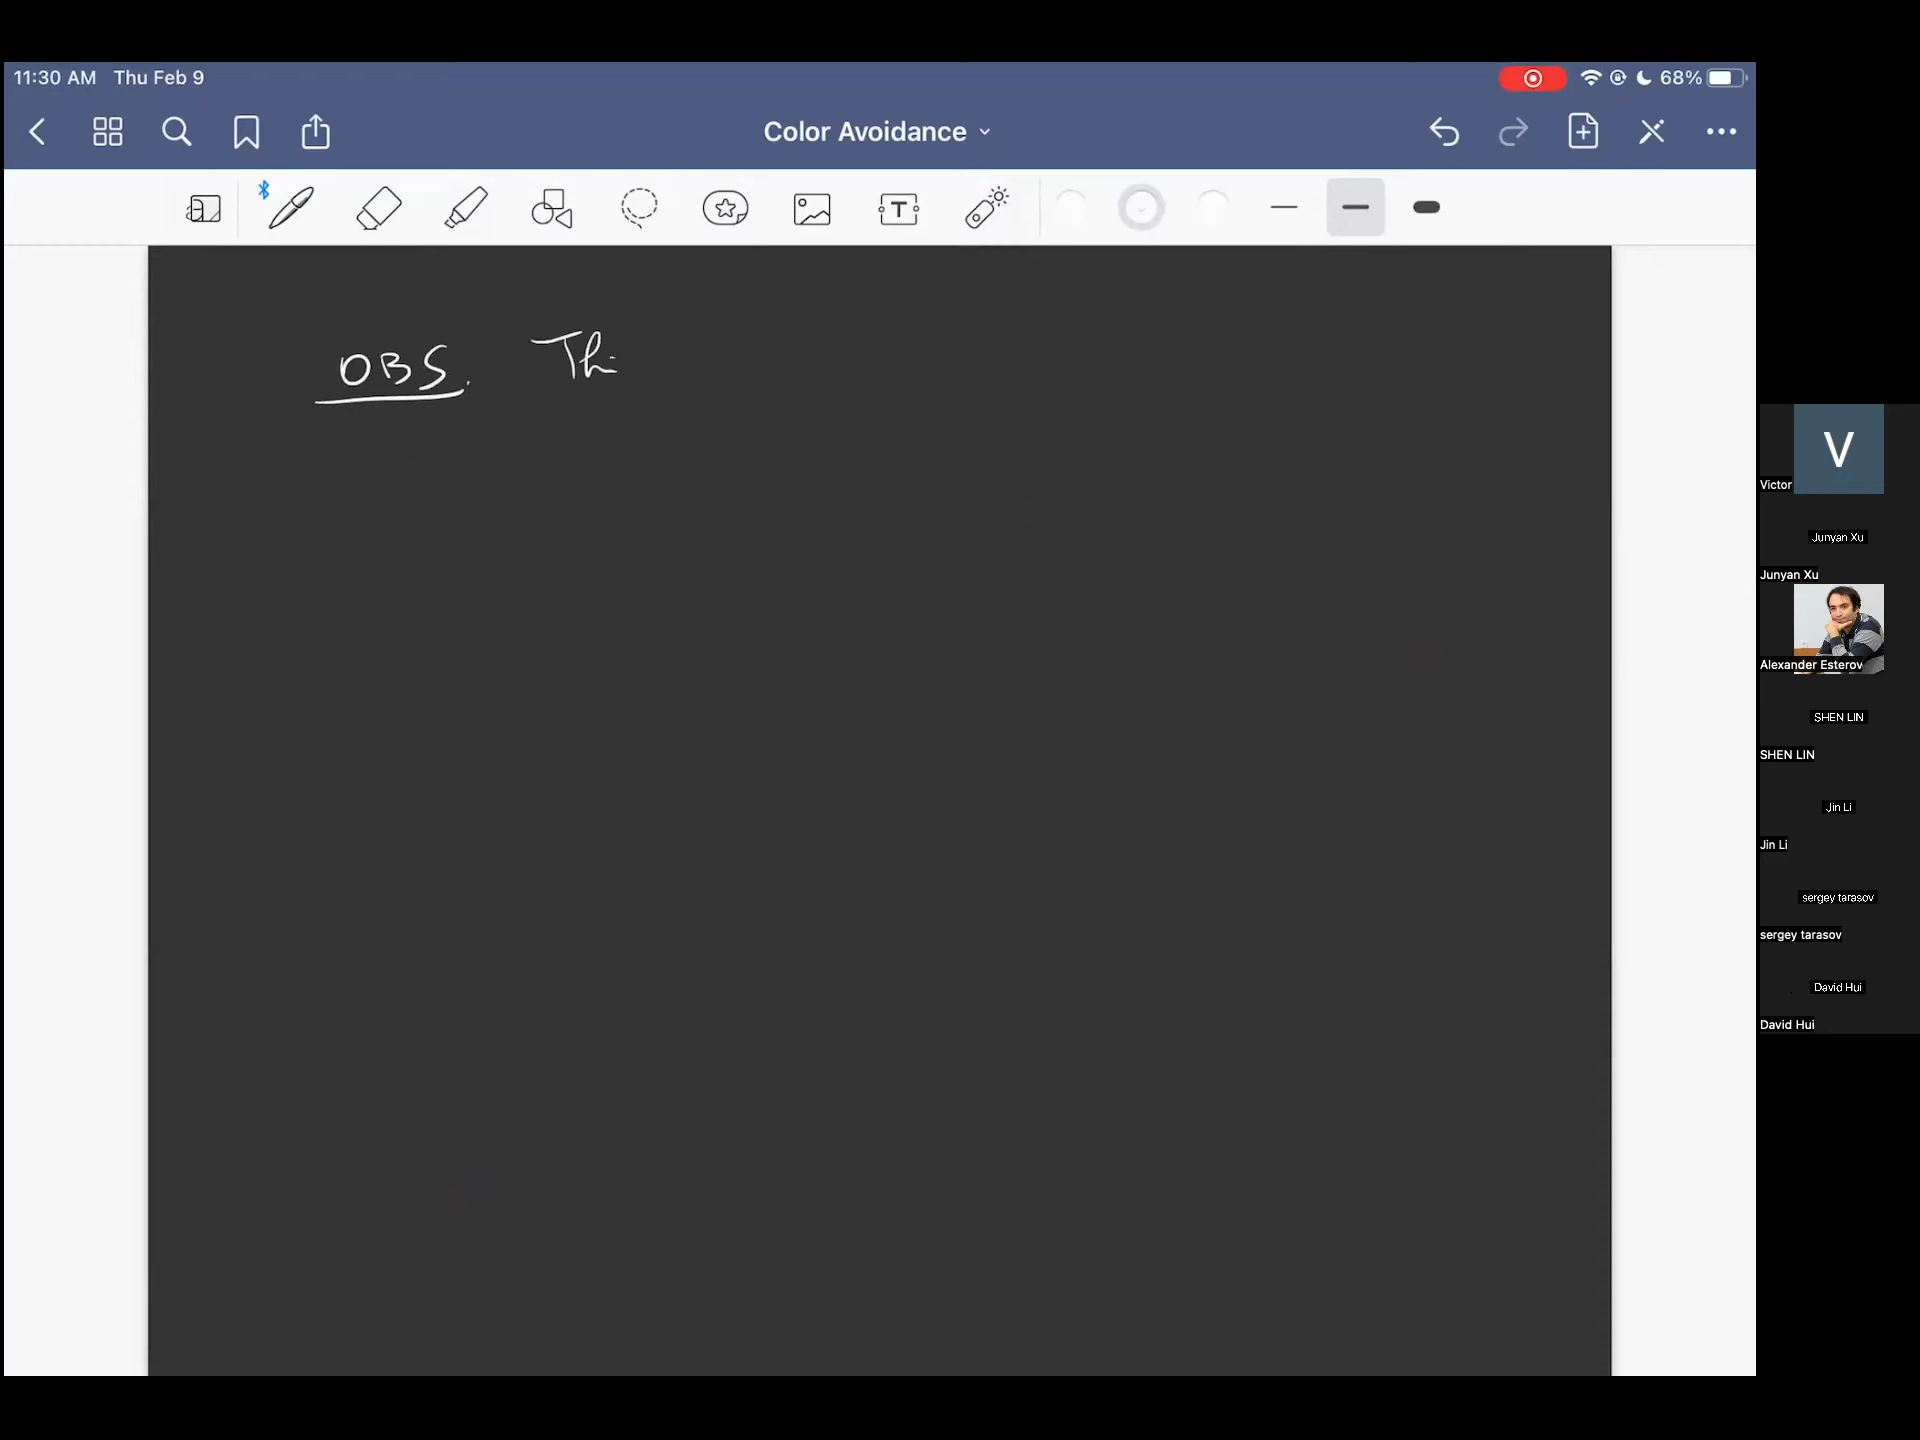 11:30 AM Thu Feb 9
68%
Color Avoidance
T
OBS. Thi
V
Victor
Junyan Xu
Junyan Xu
Alexander Esterov
SHEN LIN
SHEN LIN
Jin Li
Jin Li
sergey tarasov
sergey tarasov
David Hui
David Hui